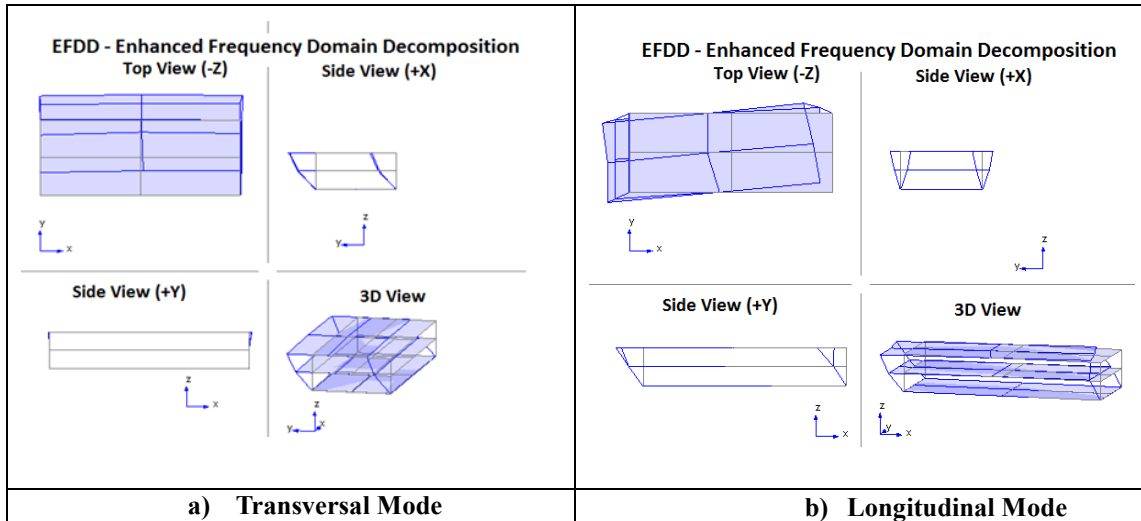 EFDD - Enhanced Frequency Domain Decomposition
Top View (-Z)
Side View (+X)
y
x
z
y
Side View (+Y)
3D View
z
x
z
y
x
a) Transversal Mode
EFDD - Enhanced Frequency Domain Decomposition
Top View (-Z)
Side View (+X)
y
x
z
y
Side View (+Y)
3D View
z
x
z
y
x
b) Longitudinal Mode